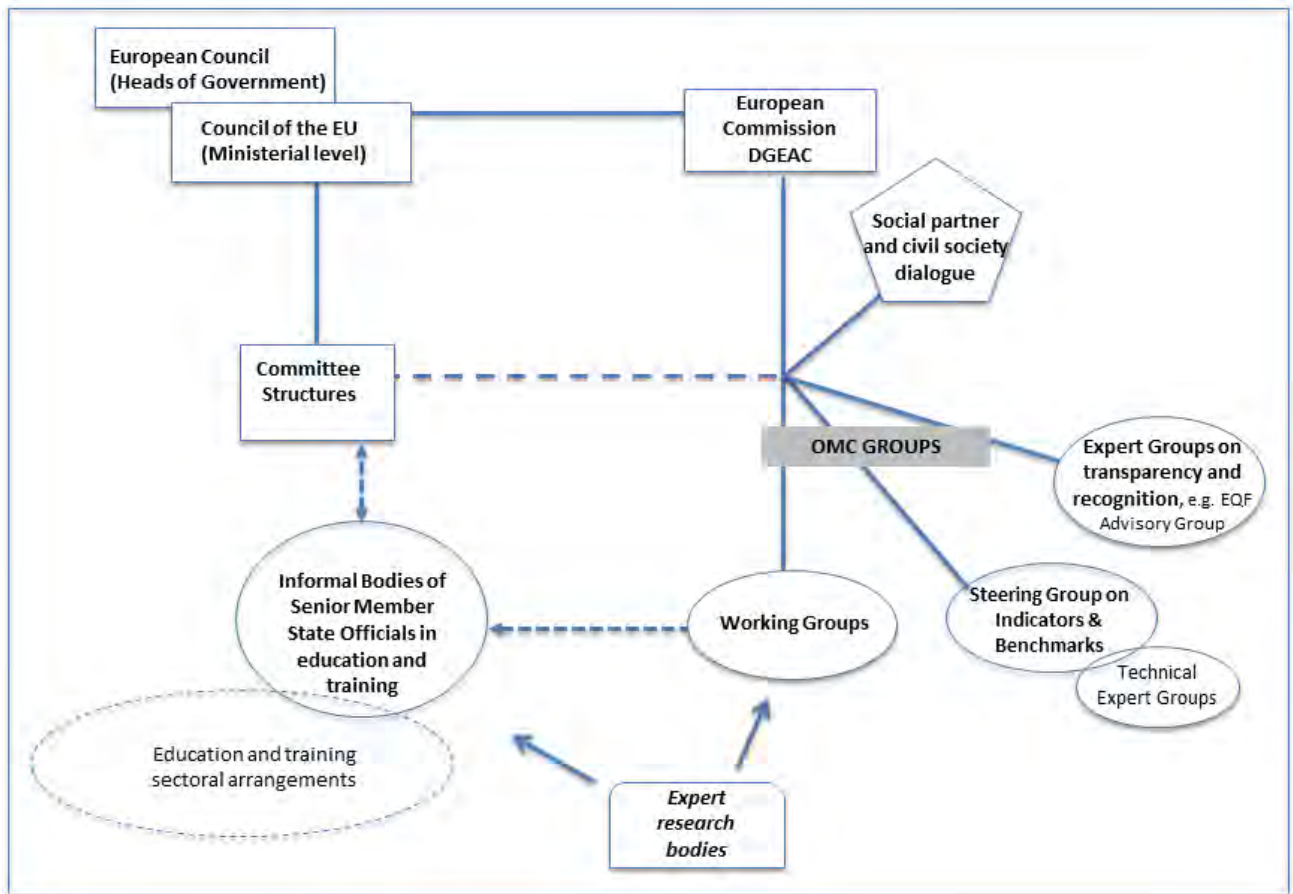 European Council
(Heads of Government)
Council of the EU
(Ministerial level)
European
Commission
DGEAC
Social partner
and civil society
dialogue
Committee
Structures
OMC GROUPS
Expert Groups on
transparency and
recognition, e.g. EQF
Advisory Group
Informal Bodies of
Senior Member
State Officials in
education and
training
Working Groups
Steering Group on
Indicators &
Benchmarks
Technical
Expert Groups
Education and training
sectoral arrangements
Expert
research
bodies